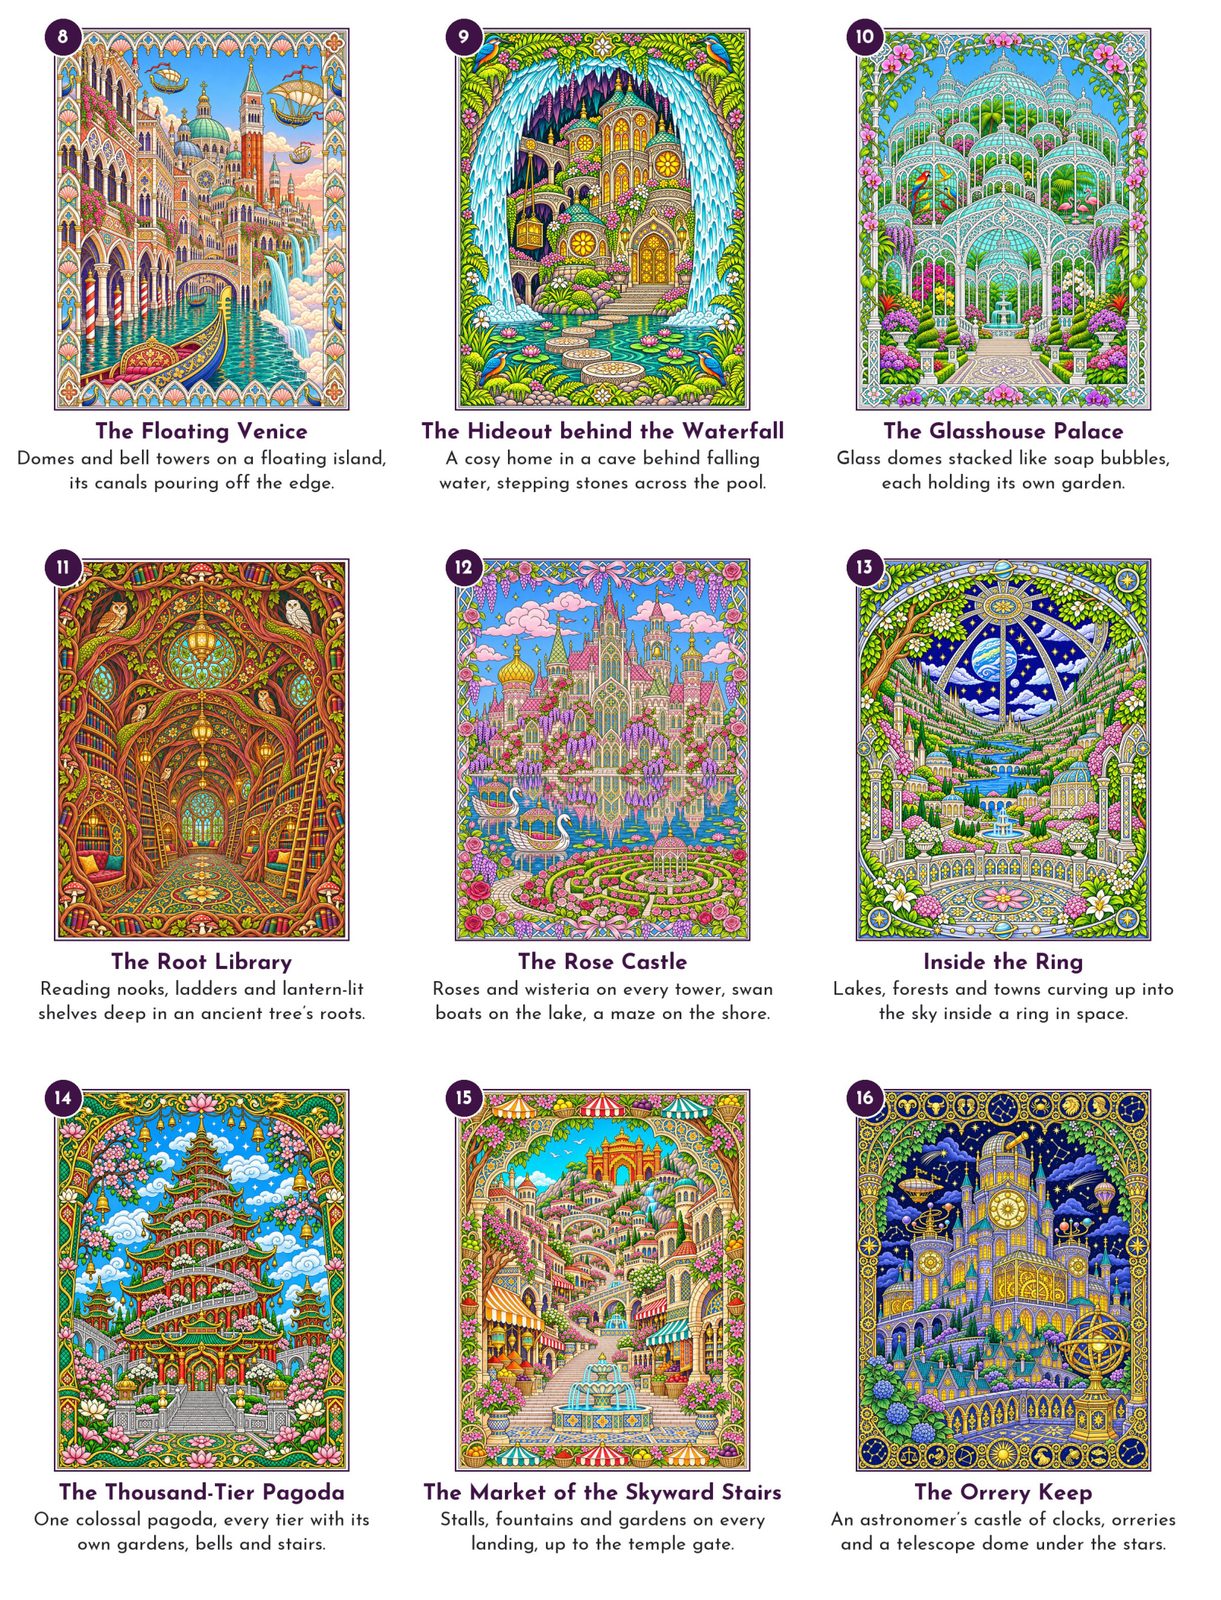 8
The Floating Venice
Domes and bell towers on a floating island,
its canals pouring off the edge.
9
The Hideout behind the Waterfall
A cosy home in a cave behind falling
water, stepping stones across the pool.
10
The Glasshouse Palace
Glass domes stacked like soap bubbles,
each holding its own garden.
11
The Root Library
Reading nooks, ladders and lantern-lit
shelves deep in an ancient tree's roots.
12
The Rose Castle
Roses and wisteria on every tower, swan
boats on the lake, a maze on the shore.
13
Inside the Ring
Lakes, forests and towns curving up into
the sky inside a ring in space.
14
The Thousand-Tier Pagoda
One colossal pagoda, every tier with its
own gardens, bells and stairs.
15
The Market of the Skyward Stairs
Stalls, fountains and gardens on every
landing, up to the temple gate.
16
The Orrery Keep
An astronomer's castle of clocks, orreries
and a telescope dome under the stars.